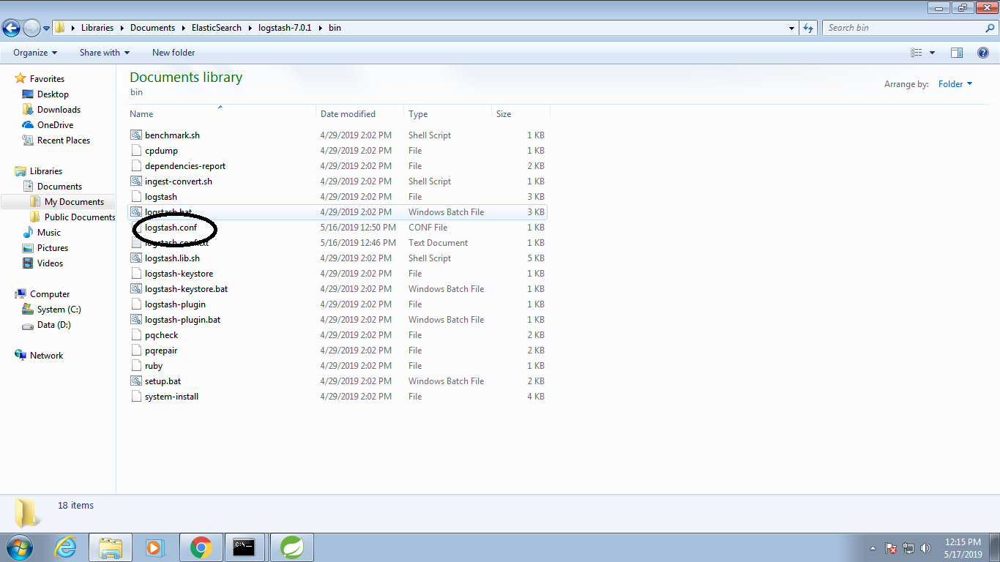 Libraries Documents ElasticSearch logstash-7.0.1 bin
Search bin
Organize Share with New folder
Favorites
Desktop
Downloads
OneDrive
Recent Places
Libraries
Documents
My Documents
Public Documents
Music
Pictures
Videos
Computer
System (C:)
Data (D:)
Network
Documents library
bin
Arrange by: Folder
Name Date modified Type Size
benchmark.sh 4/29/2019 2:02 PM Shell Script 1 KB
cpdump 4/29/2019 2:02 PM File 1 KB
dependencies-report 4/29/2019 2:02 PM File 2 KB
ingest-convert.sh 4/29/2019 2:02 PM Shell Script 1 KB
logstash 4/29/2019 2:02 PM File 3 KB
logstash.bat 4/29/2019 2:02 PM Windows Batch File 3 KB
logstash.conf 5/16/2019 12:50 PM CONF File 1 KB
logstash.conf.txt 5/16/2019 12:46 PM Text Document 1 KB
logstash.lib.sh 4/29/2019 2:02 PM Shell Script 5 KB
logstash-keystore 4/29/2019 2:02 PM File 1 KB
logstash-keystore.bat 4/29/2019 2:02 PM Windows Batch File 1 KB
logstash-plugin 4/29/2019 2:02 PM File 1 KB
logstash-plugin.bat 4/29/2019 2:02 PM Windows Batch File 1 KB
pqcheck 4/29/2019 2:02 PM File 2 KB
pqrepair 4/29/2019 2:02 PM File 2 KB
ruby 4/29/2019 2:02 PM File 1 KB
setup.bat 4/29/2019 2:02 PM Windows Batch File 2 KB
system-install 4/29/2019 2:02 PM File 4 KB
18 items
12:15 PM
5/17/2019